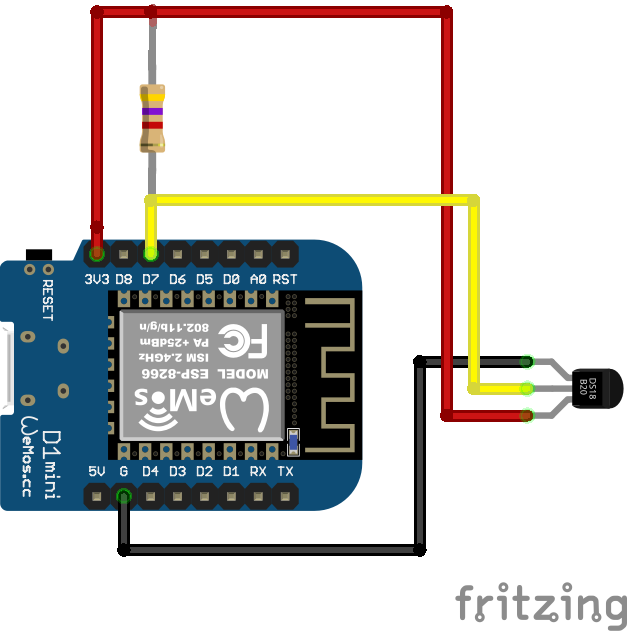 3V3 D8 D7 D6 D5 D0 A0 RST
RESET
MODEL ESP-8266
ISM 2.4GHz
PA +25dBm
802.11b/g/n
FC
WeMos
DS18
B20
D1mini
WeMos.cc
5V G D4 D3 D2 D1 RX TX
fritzing